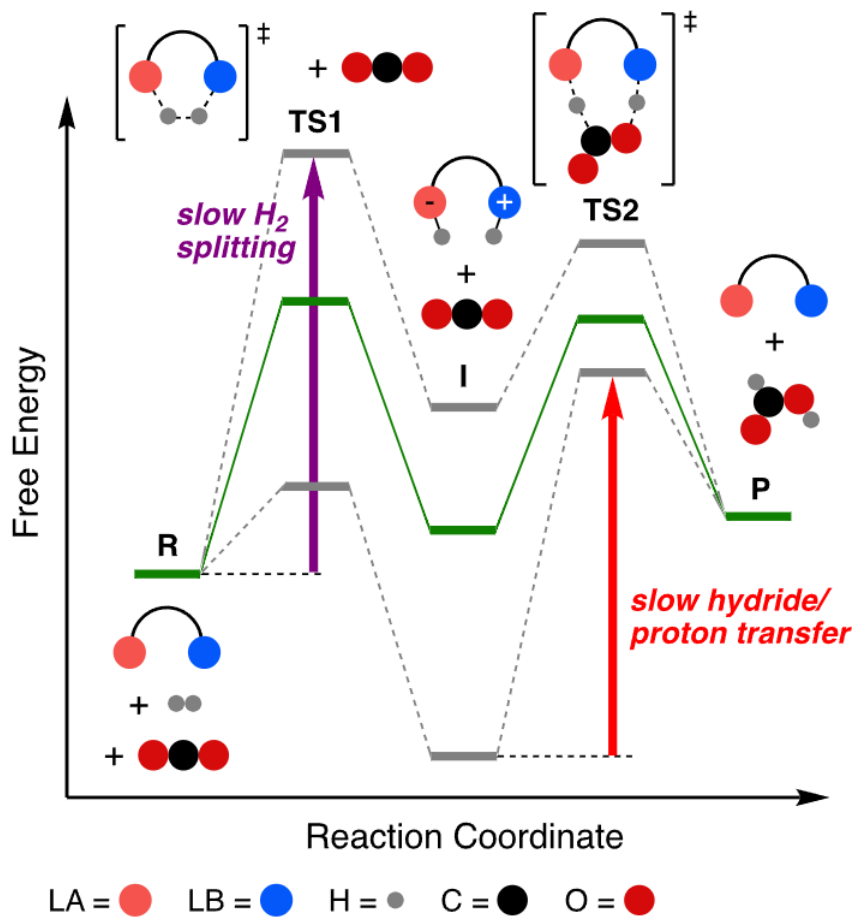 ‡
+
TS1
‡
slow H₂
splitting
-
+
TS2
+
+
I
P
R
Free Energy
slow hydride/
proton transfer
+
+
Reaction Coordinate
LA =
LB =
H =
C =
O =